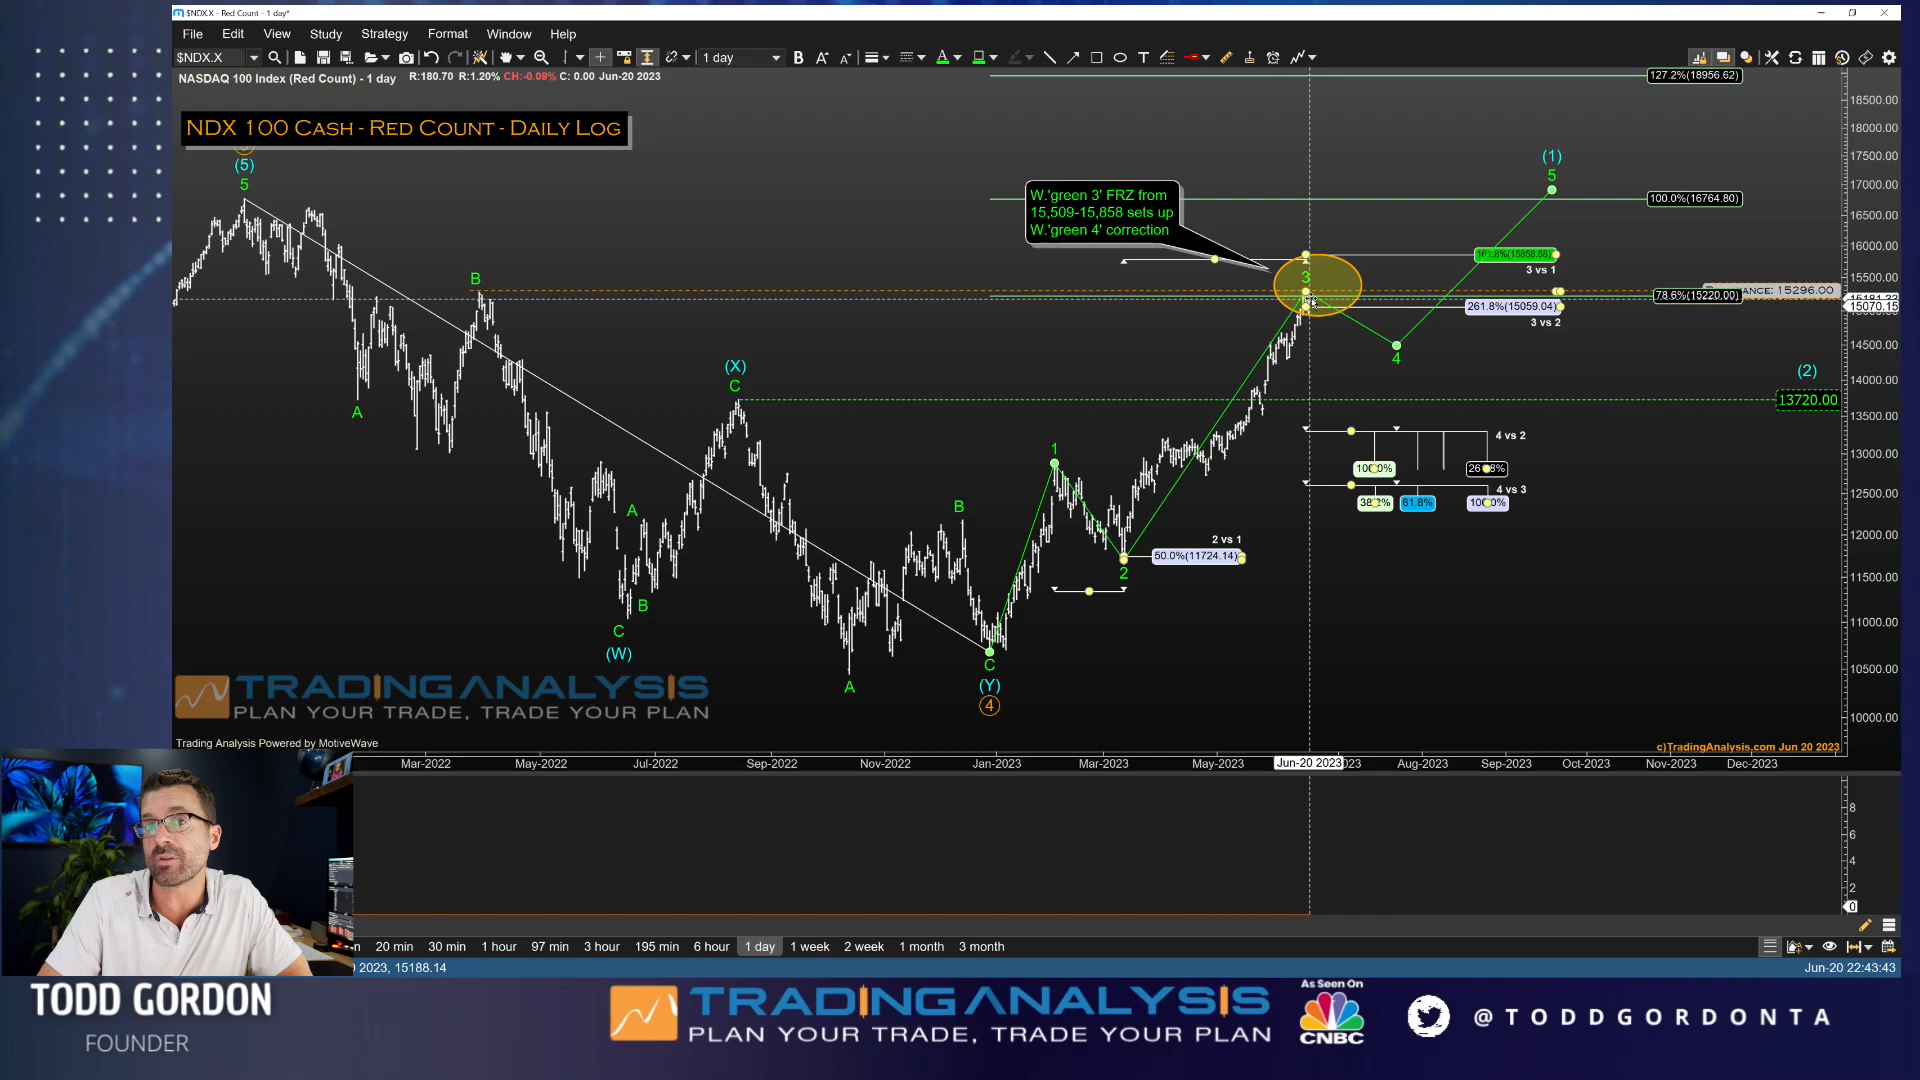 $NDX.X - Red Count - 1 day*
File Edit View Study Strategy Format Window Help
$NDX.X
1 day
NASDAQ 100 Index (Red Count) - 1 day R:180.70 R:1.20% CH:-0.09% C: 0.00 Jun-20 2023
NDX 100 Cash - Red Count - Daily Log
(5)
5
A
B
C
(W)
A
B
(X)
C
A
B
C
(Y)
4
1
2
3
4
(1)
5
(2)
W.'green 3' FRZ from
15,509-15,858 sets up
W.'green 4' correction
127.2%(18956.62)
100.0%(16764.80)
161.8%(15858.58)
3 vs 1
78.6%(15220.00)
15296.00
261.8%(15059.04)
3 vs 2
13720.00
4 vs 2
100.0%
4 vs 3
61.8%
100.0%
2 vs 1
50.0%(11724.14)
18500.00
18000.00
17500.00
17000.00
16500.00
16000.00
15500.00
15070.15
14500.00
14000.00
13500.00
13000.00
12500.00
12000.00
11500.00
11000.00
10500.00
10000.00
TRADINGANALYSIS
PLAN YOUR TRADE, TRADE YOUR PLAN
Trading Analysis Powered by MotiveWave
c)TradingAnalysis.com Jun 20 2023
Mar-2022 May-2022 Jul-2022 Sep-2022 Nov-2022 Jan-2023 Mar-2023 May-2023 Jun-20 2023 Aug-2023 Sep-2023 Oct-2023 Nov-2023 Dec-2023
8
6
4
2
0
20 min 30 min 1 hour 97 min 3 hour 195 min 6 hour 1 day 1 week 2 week 1 month 3 month
2023, 15188.14
Jun-20 22:43:43
TODD GORDON
FOUNDER
TRADINGANALYSIS
PLAN YOUR TRADE, TRADE YOUR PLAN
As Seen On
CNBC
@TODDGORDONTA